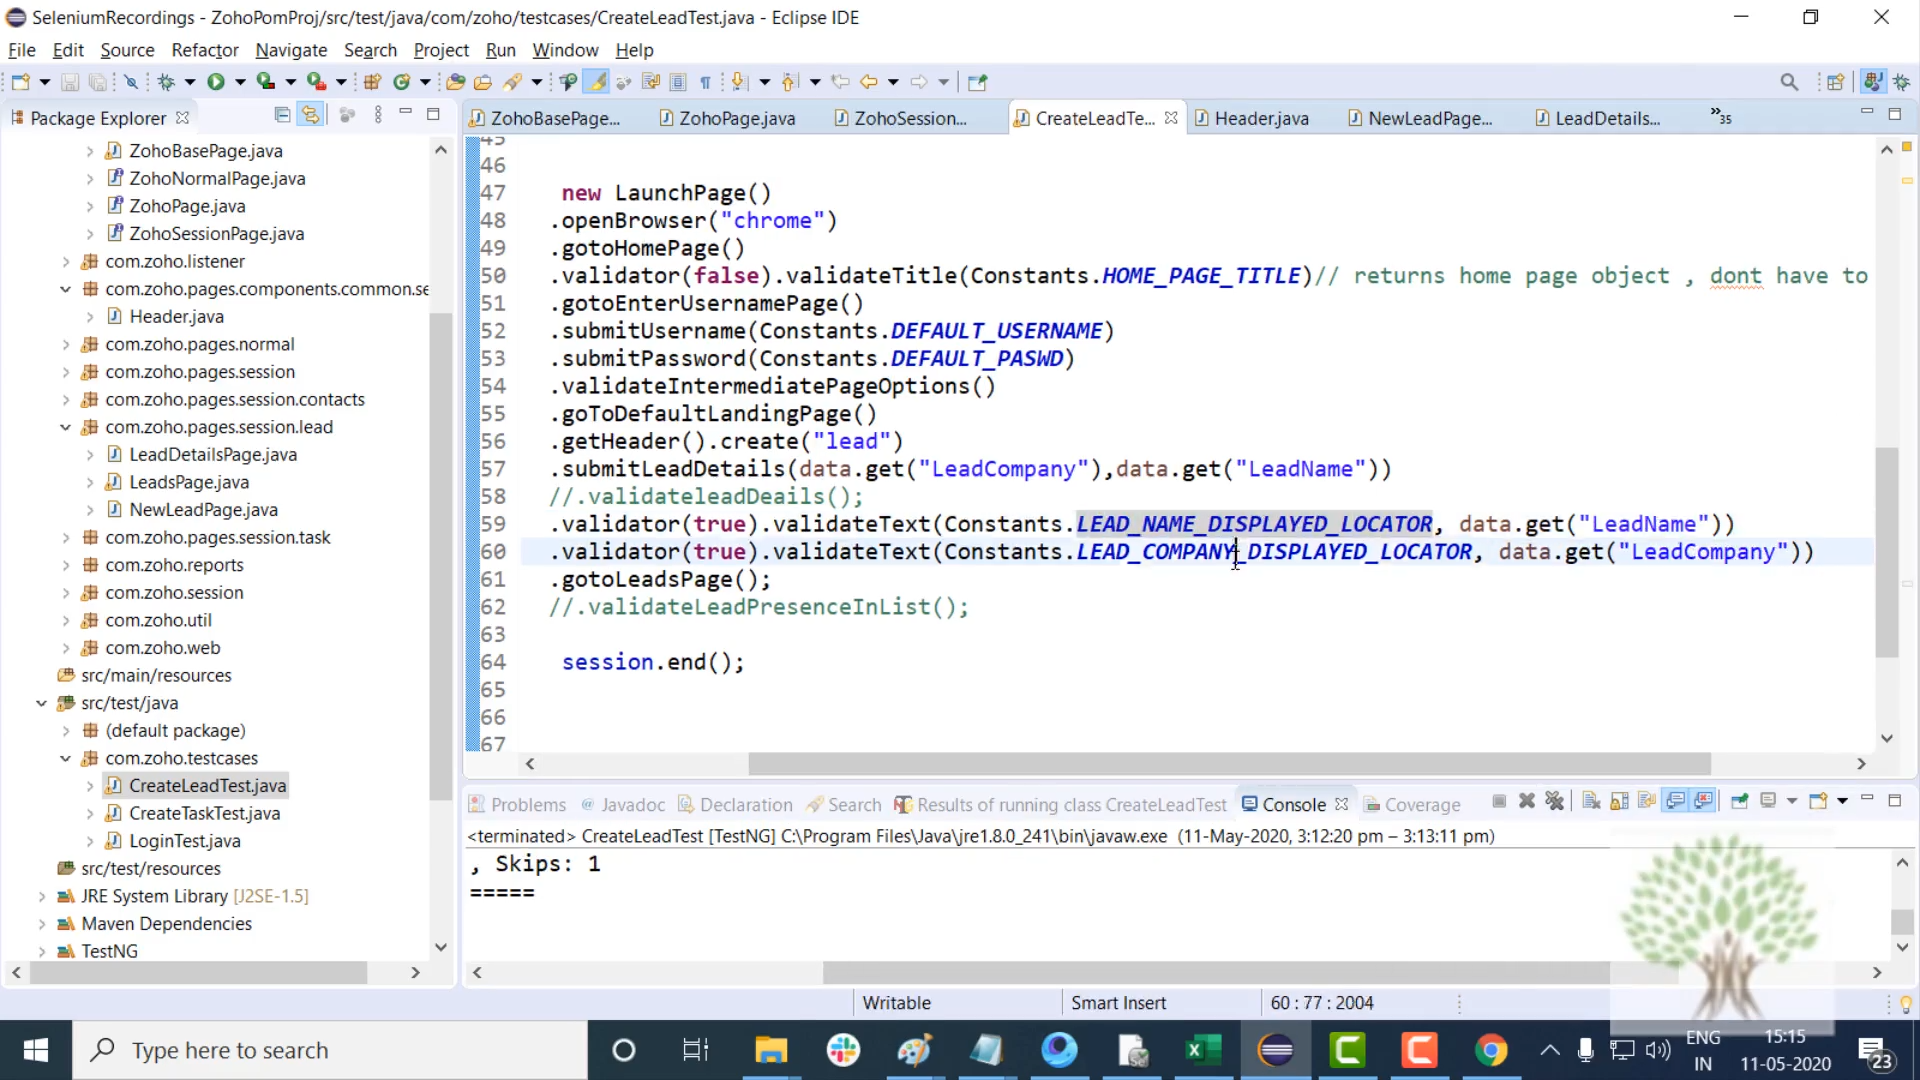 SeleniumRecordings - ZohoPomProj/src/test/java/com/zoho/testcases/CreateLeadTest.java - Eclipse IDE
File Edit Source Refactor Navigate Search Project Run Window Help
Package Explorer
ZohoBasePage.java
ZohoNormalPage.java
ZohoPage.java
ZohoSessionPage.java
com.zoho.listener
com.zoho.pages.components.common.se
Header.java
com.zoho.pages.normal
com.zoho.pages.session
com.zoho.pages.session.contacts
com.zoho.pages.session.lead
LeadDetailsPage.java
LeadsPage.java
NewLeadPage.java
com.zoho.pages.session.task
com.zoho.reports
com.zoho.session
com.zoho.util
com.zoho.web
src/main/resources
src/test/java
(default package)
com.zoho.testcases
CreateLeadTest.java
CreateTaskTest.java
LoginTest.java
src/test/resources
JRE System Library [J2SE-1.5]
Maven Dependencies
TestNG
ZohoBasePage... ZohoPage.java ZohoSession... CreateLeadTe... Header.java NewLeadPage... LeadDetails... »35
45
46
47 new LaunchPage()
48 .openBrowser("chrome")
49 .gotoHomePage()
50 .validator(false).validateTitle(Constants.HOME_PAGE_TITLE)// returns home page object , dont have to
51 .gotoEnterUsernamePage()
52 .submitUsername(Constants.DEFAULT_USERNAME)
53 .submitPassword(Constants.DEFAULT_PASWD)
54 .validateIntermediatePageOptions()
55 .goToDefaultLandingPage()
56 .getHeader().create("lead")
57 .submitLeadDetails(data.get("LeadCompany"),data.get("LeadName"))
58 //.validateleadDeails();
59 .validator(true).validateText(Constants.LEAD_NAME_DISPLAYED_LOCATOR, data.get("LeadName"))
60 .validator(true).validateText(Constants.LEAD_COMPANY_DISPLAYED_LOCATOR, data.get("LeadCompany"))
61 .gotoLeadsPage();
62 //.validateLeadPresenceInList();
63
64 session.end();
65
66
67
Problems Javadoc Declaration Search Results of running class CreateLeadTest Console Coverage
<terminated> CreateLeadTest [TestNG] C:\Program Files\Java\jre1.8.0_241\bin\javaw.exe (11-May-2020, 3:12:20 pm – 3:13:11 pm)
, Skips: 1
=====
Writable Smart Insert 60 : 77 : 2004
Type here to search
ENG
IN
15:15
11-05-2020
23